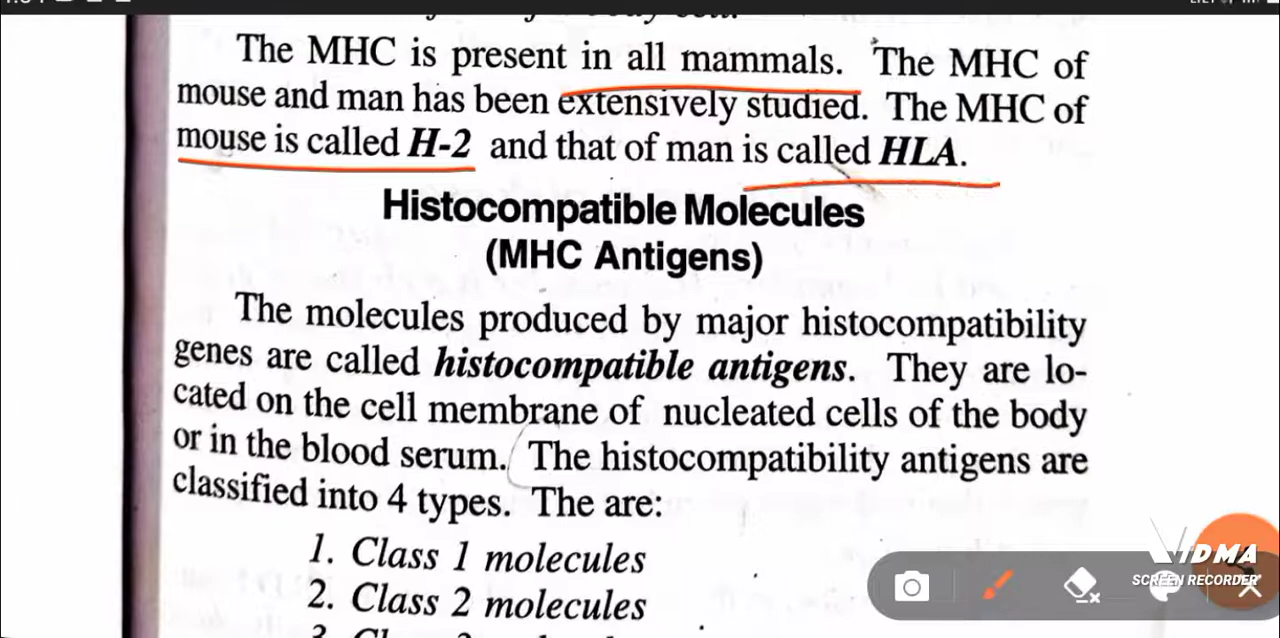 The MHC is present in all mammals. The MHC of
mouse and man has been extensively studied. The MHC of
mouse is called H-2 and that of man is called HLA.
Histocompatible Molecules
(MHC Antigens)
The molecules produced by major histocompatibility
genes are called histocompatible antigens. They are lo-
cated on the cell membrane of nucleated cells of the body
or in the blood serum. The histocompatibility antigens are
classified into 4 types. The are:
1. Class 1 molecules
2. Class 2 molecules
VIDMA
SCREEN RECORDER